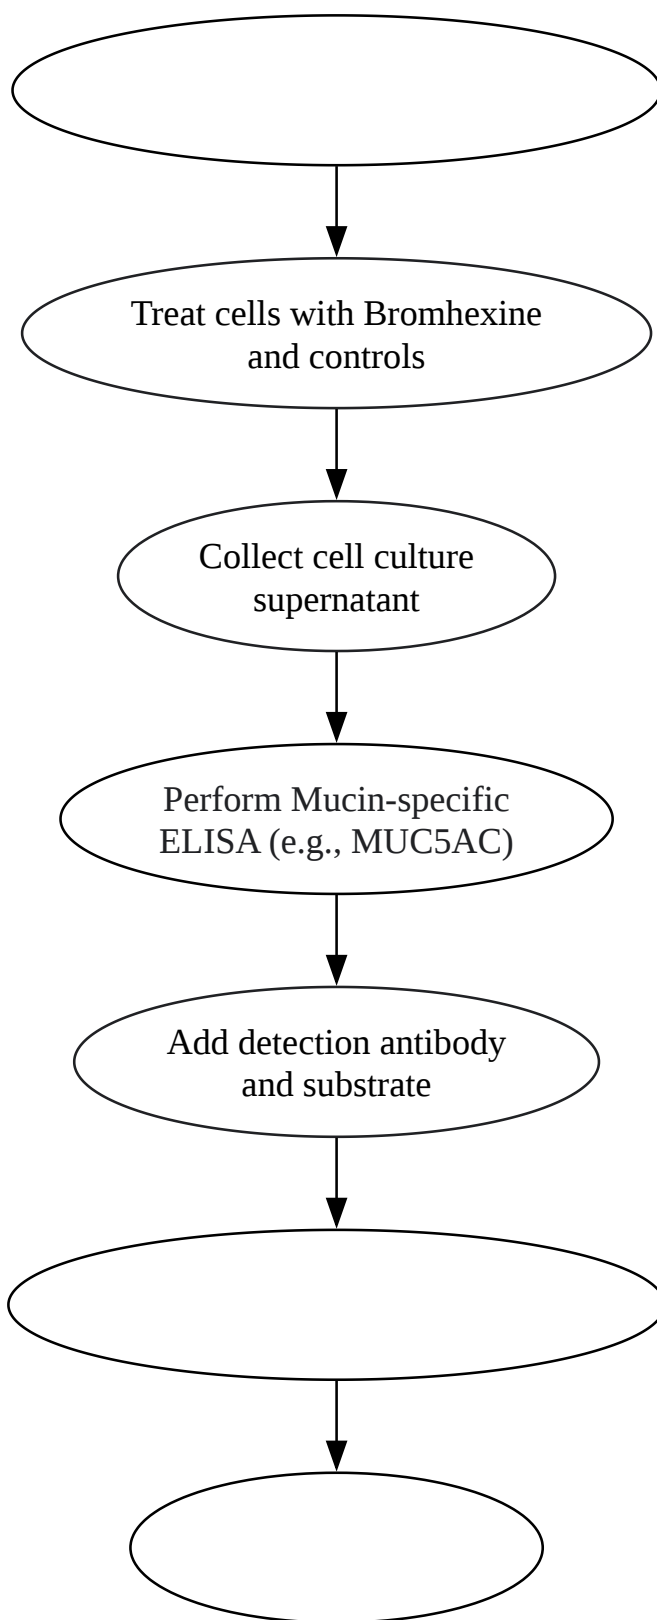 Treat cells with Bromhexine
and controls
Collect cell culture
supernatant
Perform Mucin-specific
ELISA (e.g., MUC5AC)
Add detection antibody
and substrate